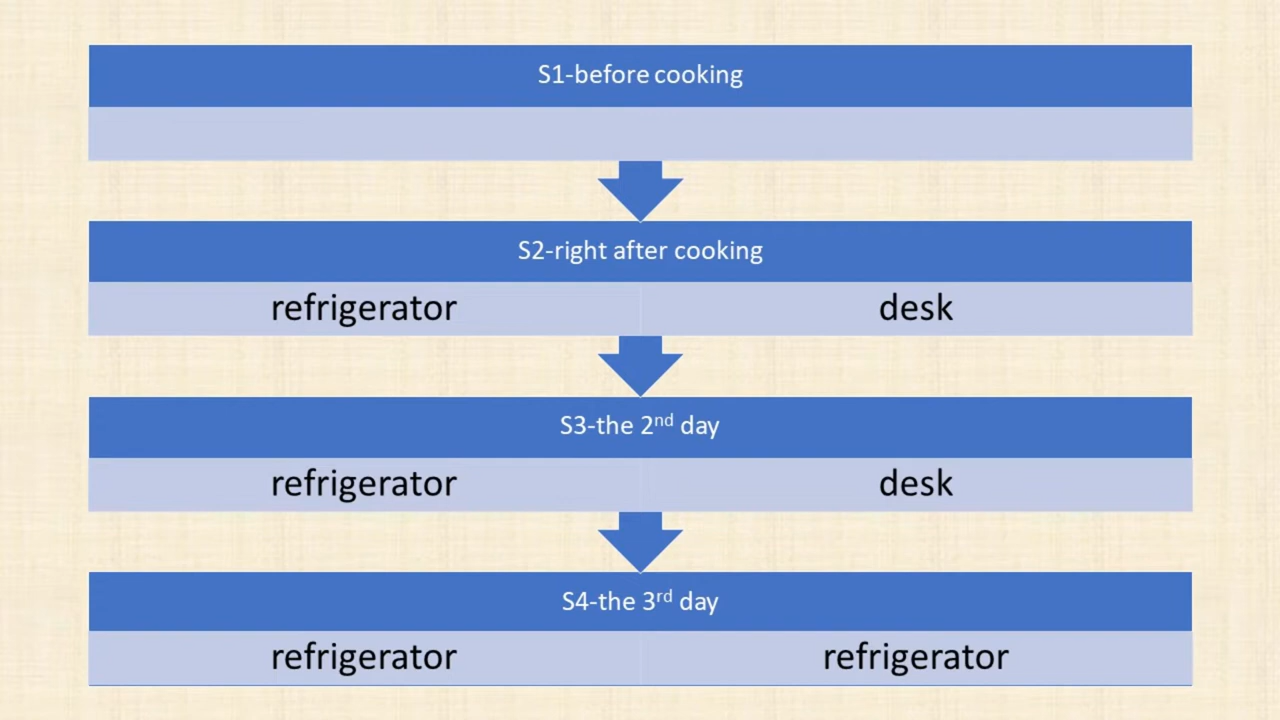 S1-before cooking
S2-right after cooking
refrigerator desk
S3-the 2nd day
refrigerator desk
S4-the 3rd day
refrigerator refrigerator